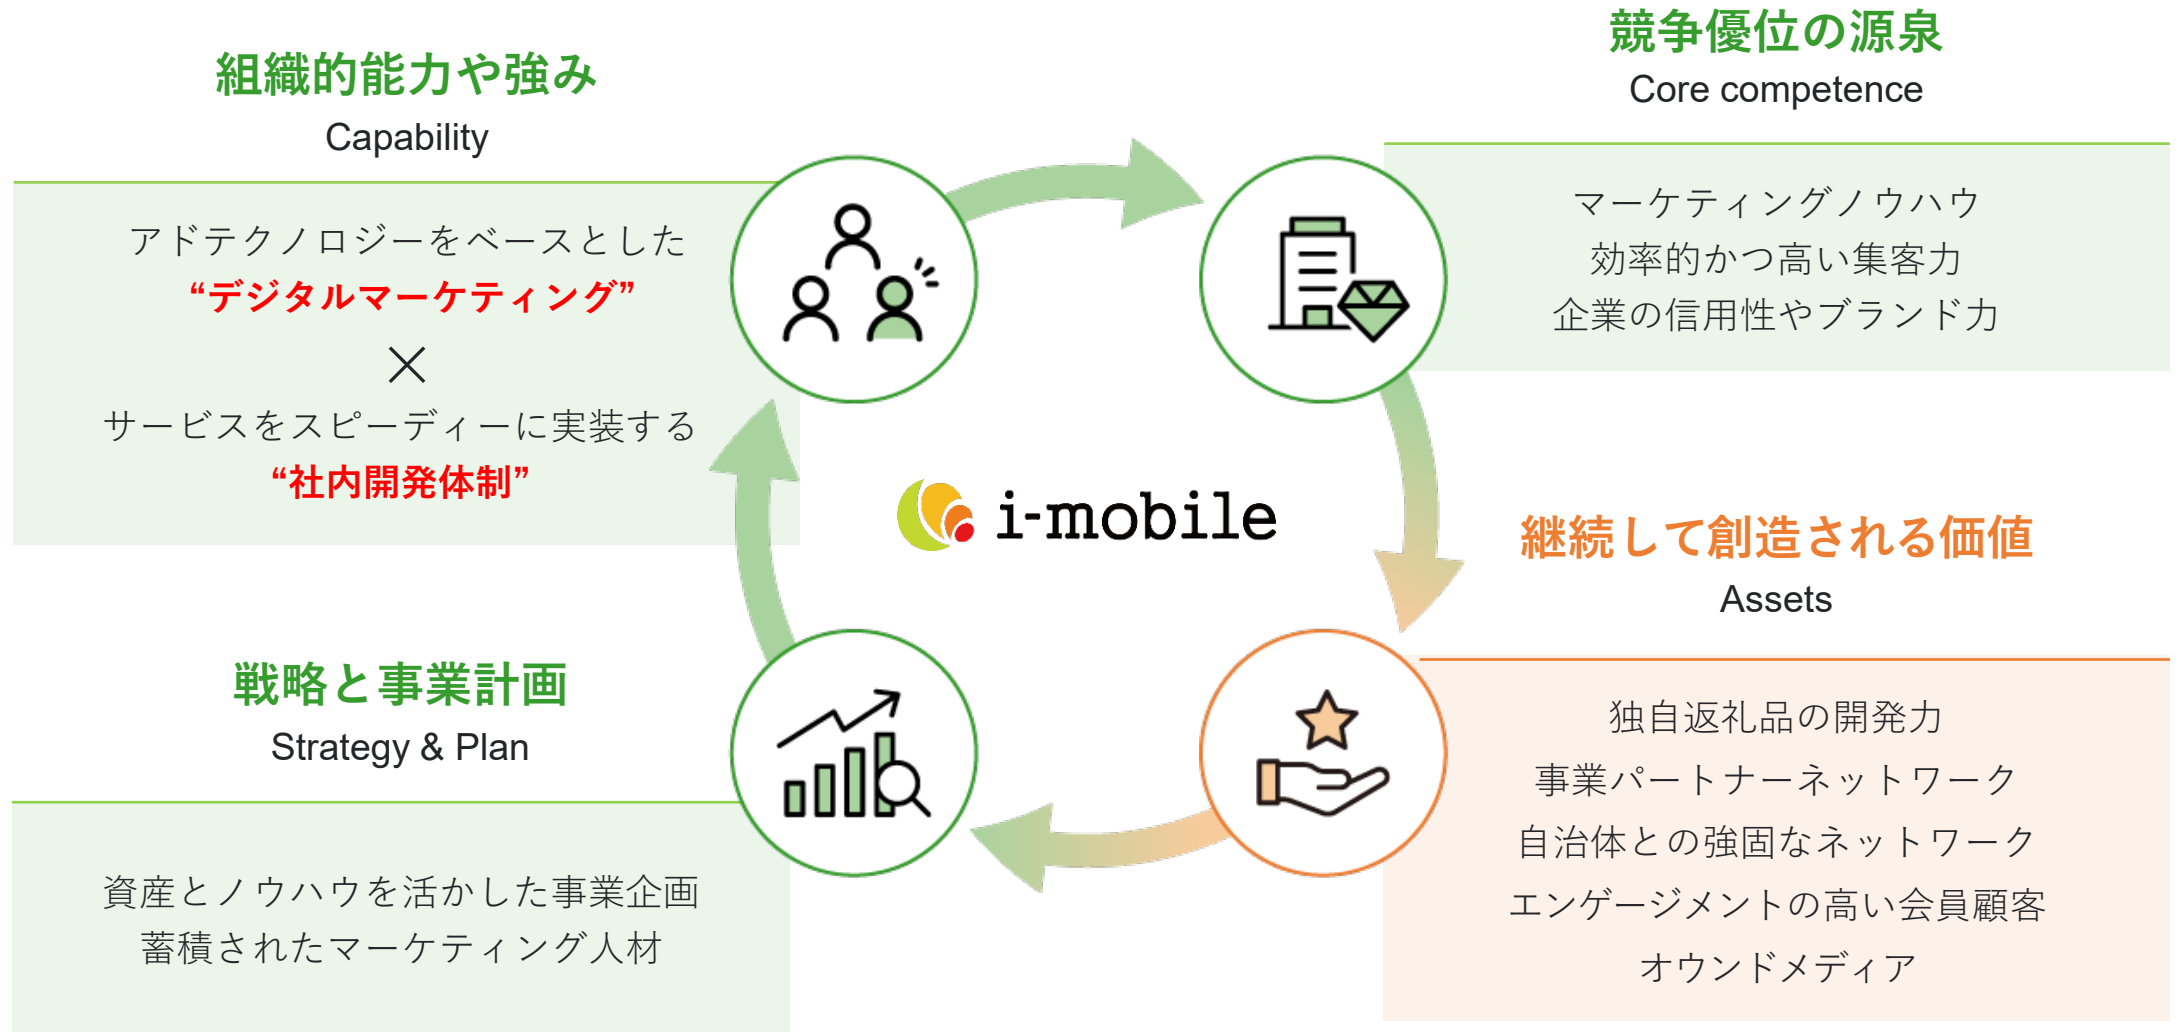 組織的能力や強み
Capability
アドテクノロジーをベースとした
“デジタルマーケティング”
×
サービスをスピーディーに実装する
“社内開発体制”
競争優位の源泉
Core competence
マーケティングノウハウ
効率的かつ高い集客力
企業の信用性やブランド力
i-mobile
継続して創造される価値
Assets
独自返礼品の開発力
事業パートナーネットワーク
自治体との強固なネットワーク
エンゲージメントの高い会員顧客
オウンドメディア
戦略と事業計画
Strategy & Plan
資産とノウハウを活かした事業企画
蓄積されたマーケティング人材